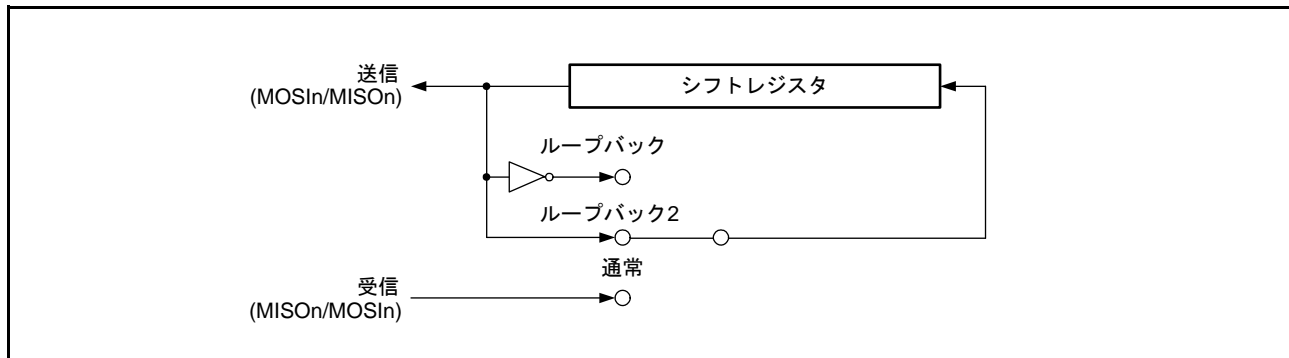 送信
(MOSIn/MISOn)
シフトレジスタ
ループバック
ループバック2
通常
受信
(MISOn/MOSIn)